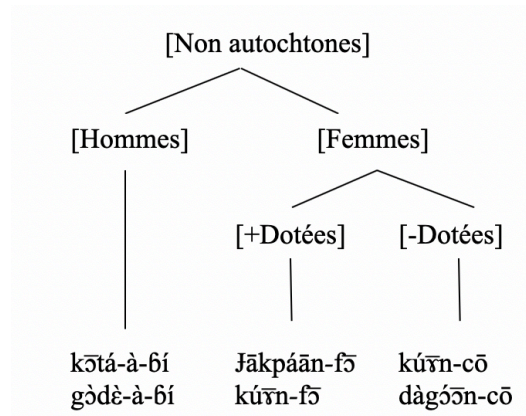 [Non autochtones]
[Hommes] [Femmes]
[+Dotées] [-Dotées]
kɔ̄tá-à-ɓí Ɉākpáān-fɔ̄ kúɤ̄n-cō
gɔ̀dɛ̀-à-ɓí kúɤ̄n-fɔ̄ dàgɔ́ɔ̄n-cō